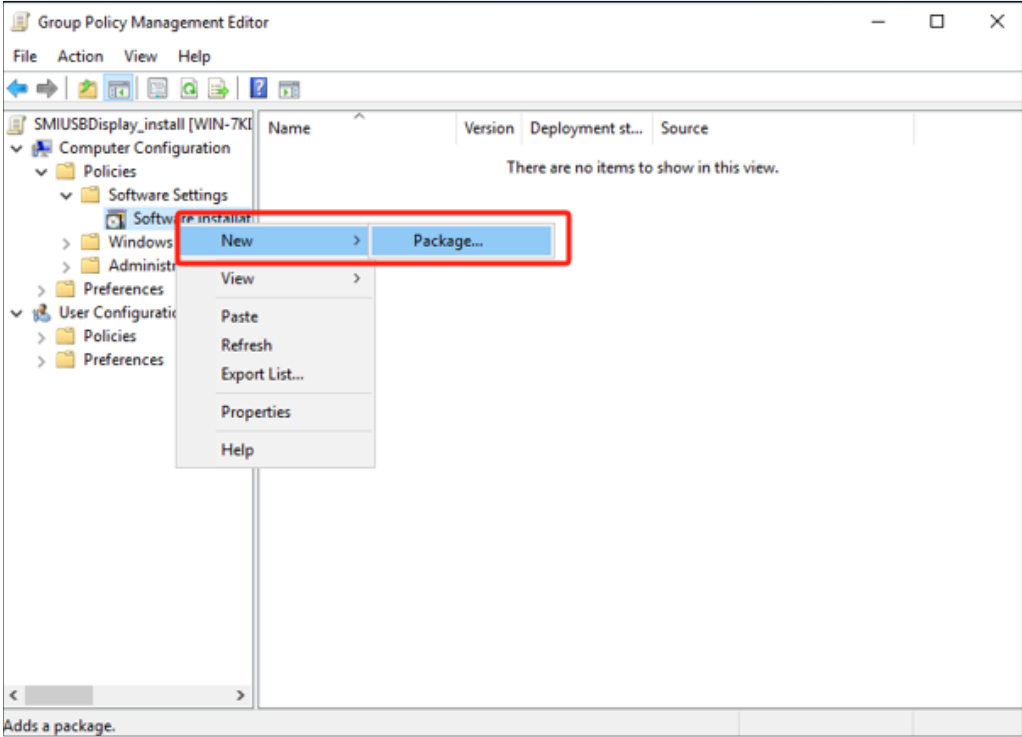 Group Policy Management Editor
File Action View Help
SMIUSBDisplay_install [WIN-7KI
Computer Configuration
Policies
Software Settings
Software installat
Windows
Administr
Preferences
User Configuratio
Policies
Preferences
Name Version Deployment st... Source
There are no items to show in this view.
New > Package...
View >
Paste
Refresh
Export List...
Properties
Help
Adds a package.